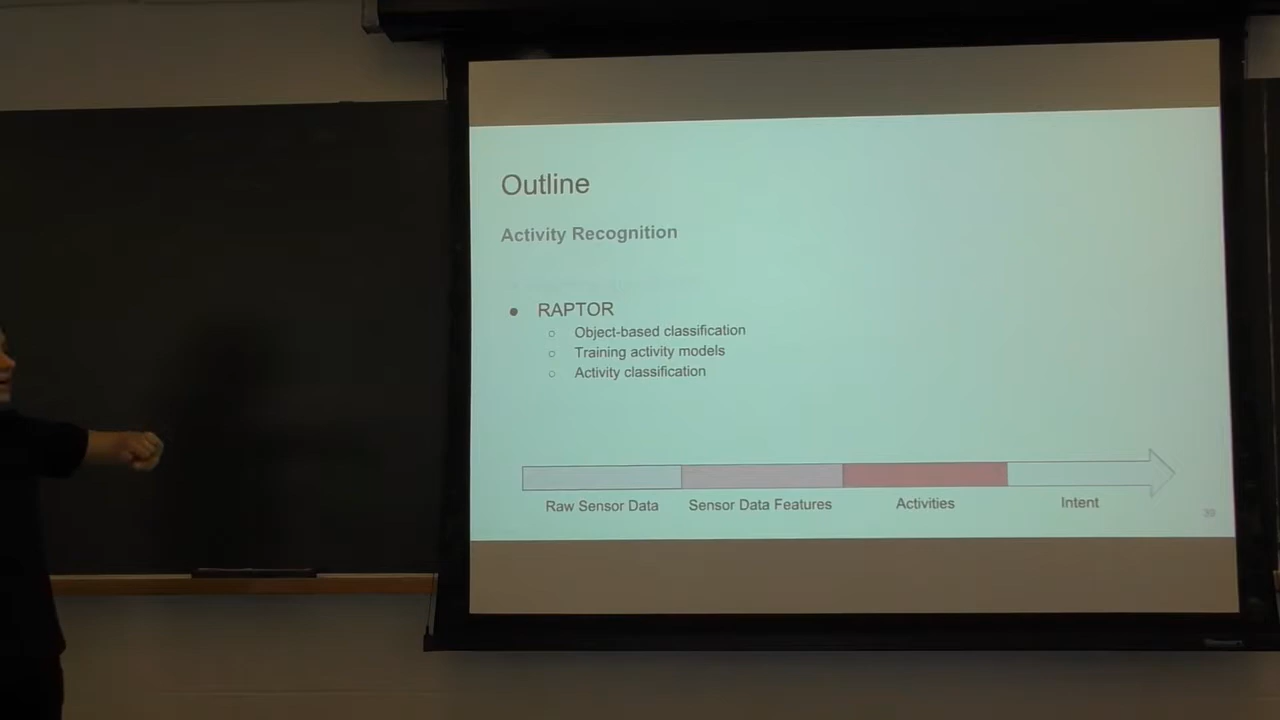 Outline
Activity Recognition
● RAPTOR
○ Object-based classification
○ Training activity models
○ Activity classification
Raw Sensor Data Sensor Data Features Activities Intent